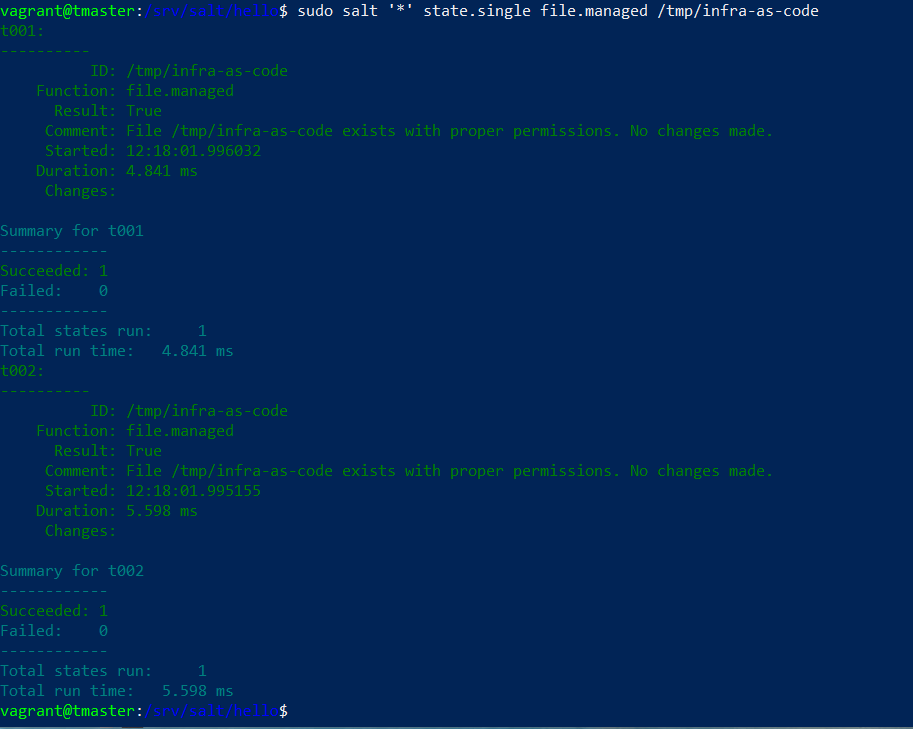 vagrant@tmaster:/srv/salt/hello$ sudo salt '*' state.single file.managed /tmp/infra-as-code
t001:
----------
          ID: /tmp/infra-as-code
    Function: file.managed
      Result: True
     Comment: File /tmp/infra-as-code exists with proper permissions. No changes made.
     Started: 12:18:01.996032
    Duration: 4.841 ms
     Changes:

Summary for t001
------------
Succeeded: 1
Failed:    0
------------
Total states run:     1
Total run time:   4.841 ms
t002:
----------
          ID: /tmp/infra-as-code
    Function: file.managed
      Result: True
     Comment: File /tmp/infra-as-code exists with proper permissions. No changes made.
     Started: 12:18:01.995155
    Duration: 5.598 ms
     Changes:

Summary for t002
------------
Succeeded: 1
Failed:    0
------------
Total states run:     1
Total run time:   5.598 ms
vagrant@tmaster:/srv/salt/hello$